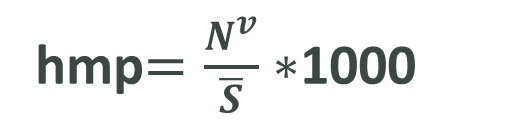 hmp= N^v / S̅ *1000